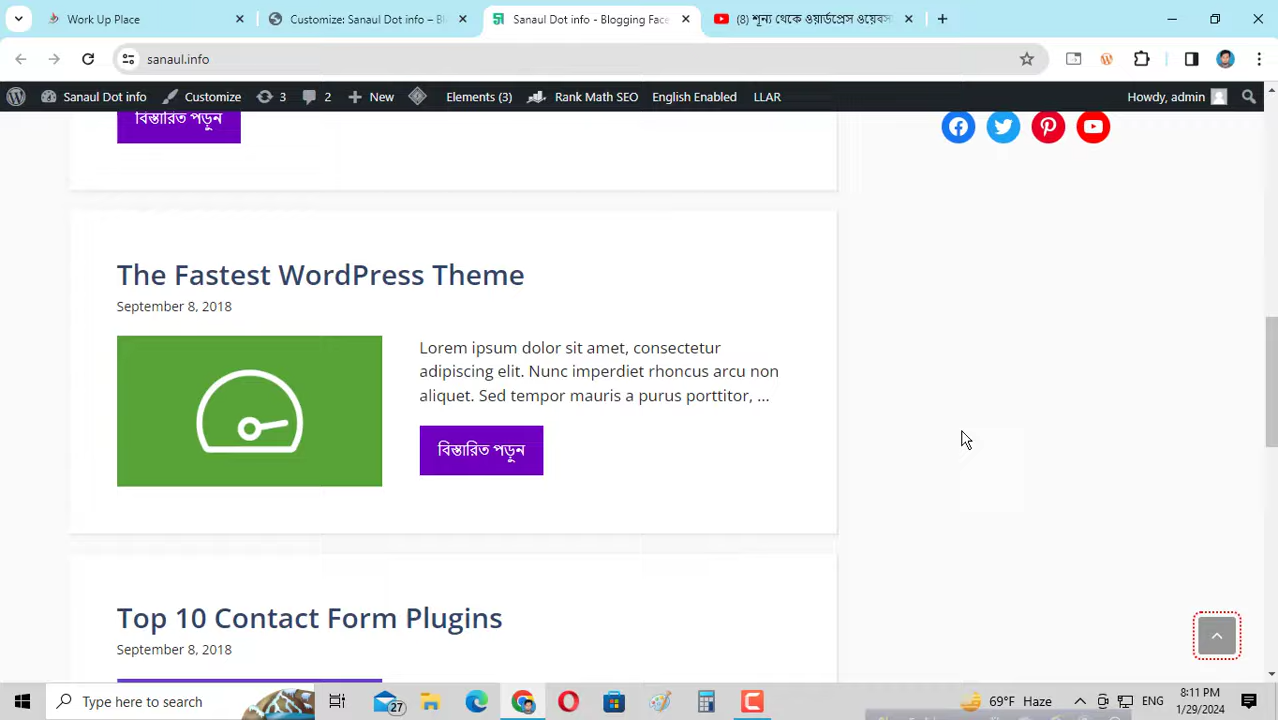 Work Up Place
Customize: Sanaul Dot info – Bl
Sanaul Dot info - Blogging Face
(8) শূন্য থেকে ওয়ার্ডপ্রেস ওয়েবস
sanaul.info
Sanaul Dot info
Customize
3
2
New
Elements (3)
Rank Math SEO
English Enabled
LLAR
Howdy, admin
বিস্তারিত পড়ুন
The Fastest WordPress Theme
September 8, 2018
Lorem ipsum dolor sit amet, consectetur
adipiscing elit. Nunc imperdiet rhoncus arcu non
aliquet. Sed tempor mauris a purus porttitor, ...
বিস্তারিত পড়ুন
Top 10 Contact Form Plugins
September 8, 2018
Type here to search
27
69°F Haze
ENG
8:11 PM
1/29/2024